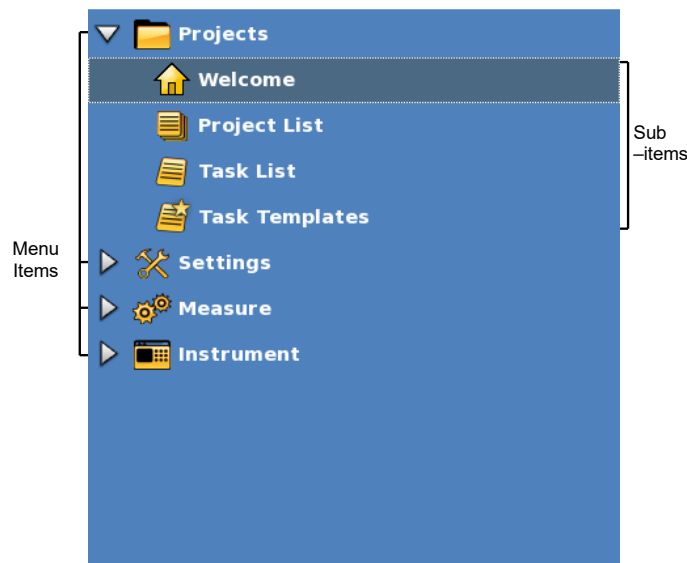 Projects
Welcome
Project List
Sub
–items
Task List
Task Templates
Menu
Items
Settings
Measure
Instrument